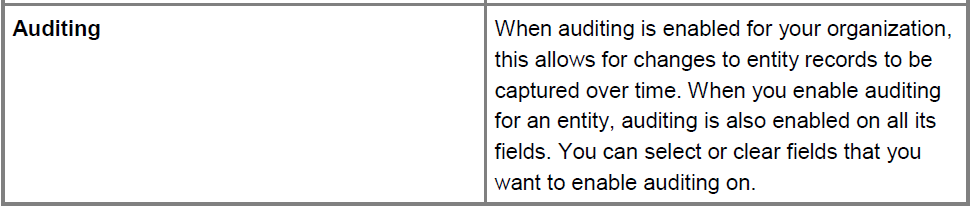 Auditing
When auditing is enabled for your organization,
this allows for changes to entity records to be
captured over time. When you enable auditing
for an entity, auditing is also enabled on all its
fields. You can select or clear fields that you
want to enable auditing on.